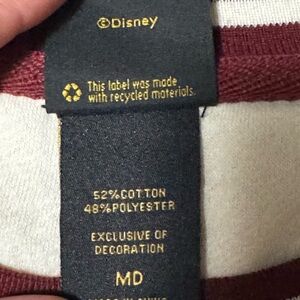 ©Disney
This label was made
with recycled materials.
52%COTTON
48%POLYESTER
EXCLUSIVE OF
DECORATION
MD